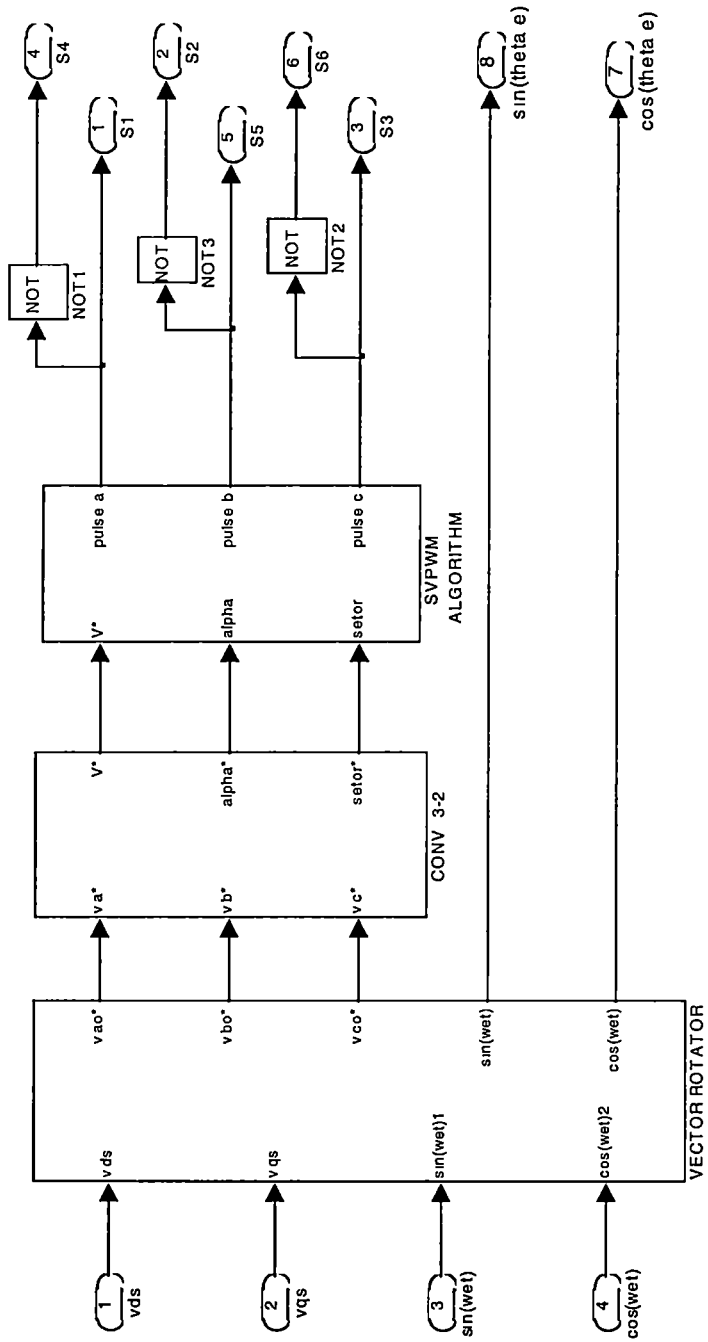 1
vds
2
vqs
3
sin(wet)
4
cos(wet)
vds
vqs
sin(wet)1
cos(wet)2
vao*
vbo*
vco*
sin(wet)
cos(wet)
VECTOR ROTATOR
va*
vb*
vc*
V*
alpha*
setor*
CONV 3-2
V*
alpha
setor
pulse a
pulse b
pulse c
SVPWM
ALGORITHM
NOT
NOT1
NOT
NOT3
NOT
NOT2
4
S4
1
S1
2
S2
5
S5
6
S6
3
S3
8
sin(theta e)
7
cos(theta e)